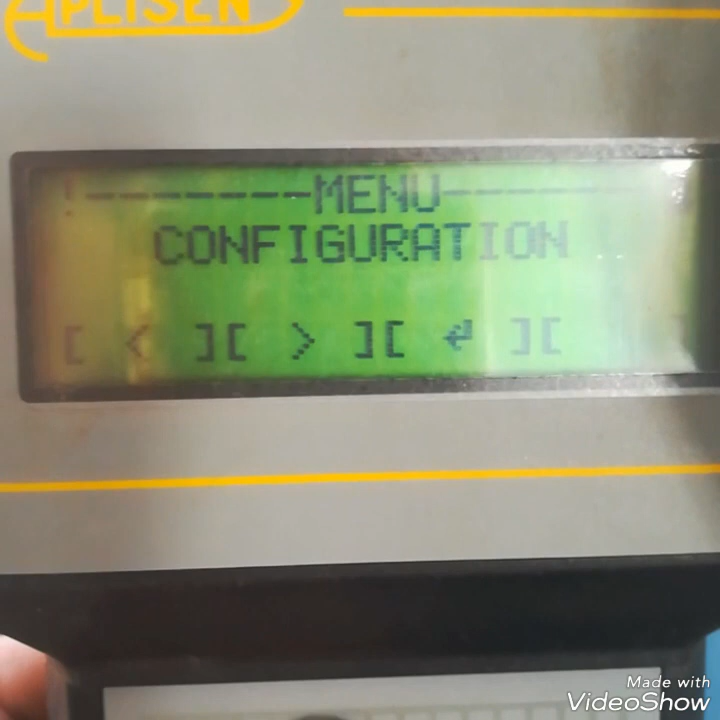 APLISEN
!--------MENU--------
CONFIGURATION
[ < ][ > ][ ↵ ][
Made with
VideoShow